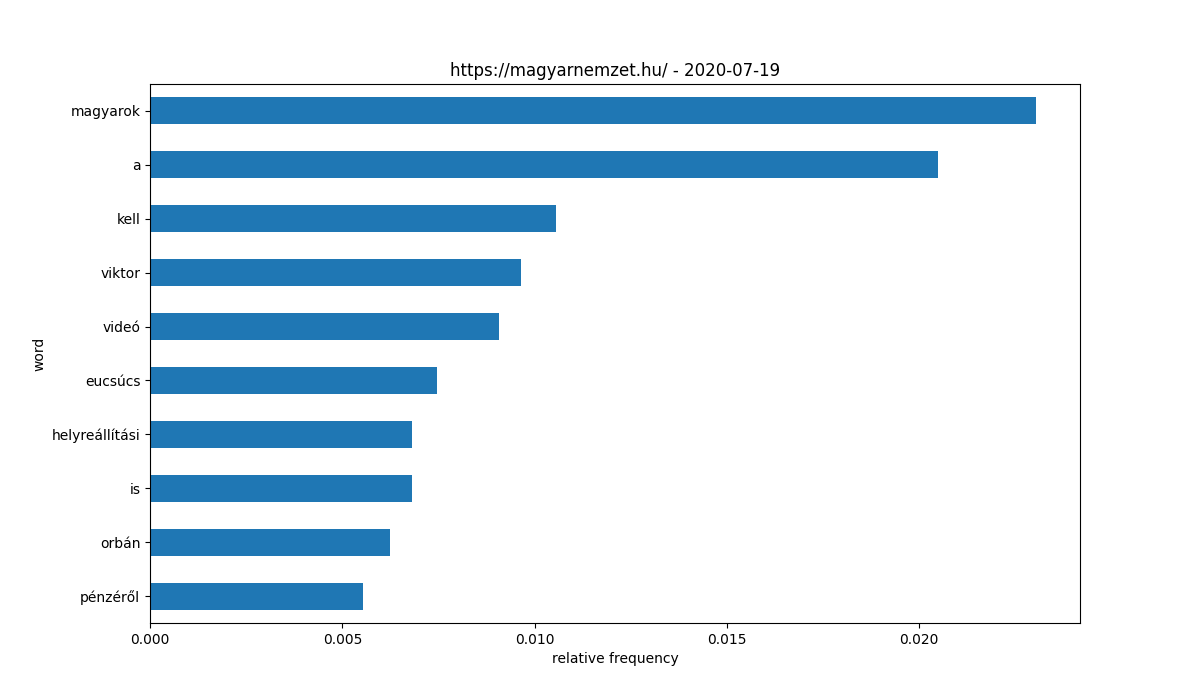 https://magyarnemzet.hu/ - 2020-07-19
magyarok
a
kell
viktor
videó
eucsúcs
helyreállítási
is
orbán
pénzéről
word
0.000 0.005 0.010 0.015 0.020
relative frequency